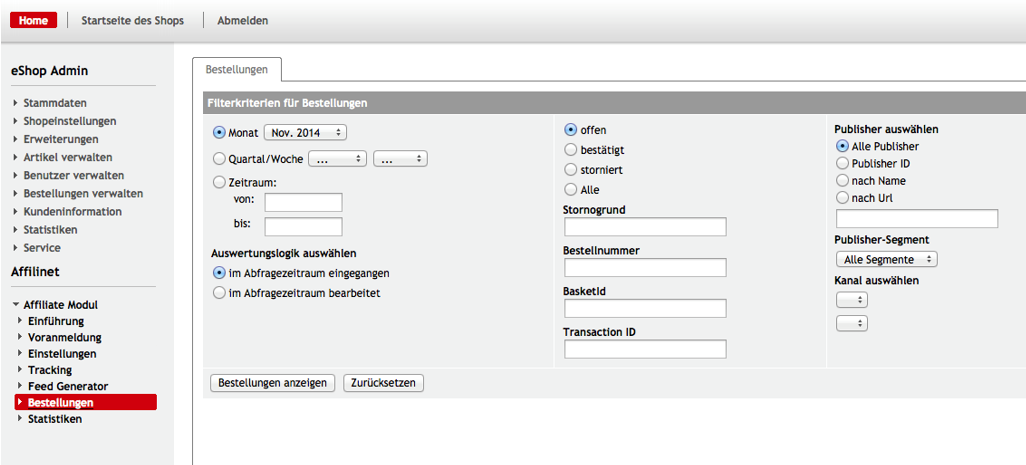 Home
Startseite des Shops
Abmelden
eShop Admin
Stammdaten
Shopeinstellungen
Erweiterungen
Artikel verwalten
Benutzer verwalten
Bestellungen verwalten
Kundeninformation
Statistiken
Service
Affilinet
Affiliate Modul
Einführung
Voranmeldung
Einstellungen
Tracking
Feed Generator
Bestellungen
Statistiken
Bestellungen
Filterkriterien für Bestellungen
Monat Nov. 2014
Quartal/Woche ... ...
Zeitraum:
von:
bis:
Auswertungslogik auswählen
im Abfragezeitraum eingegangen
im Abfragezeitraum bearbeitet
offen
bestätigt
storniert
Alle
Stornogrund
Bestellnummer
BasketId
Transaction ID
Publisher auswählen
Alle Publisher
Publisher ID
nach Name
nach Url
Publisher-Segment
Alle Segmente
Kanal auswählen
Bestellungen anzeigen
Zurücksetzen